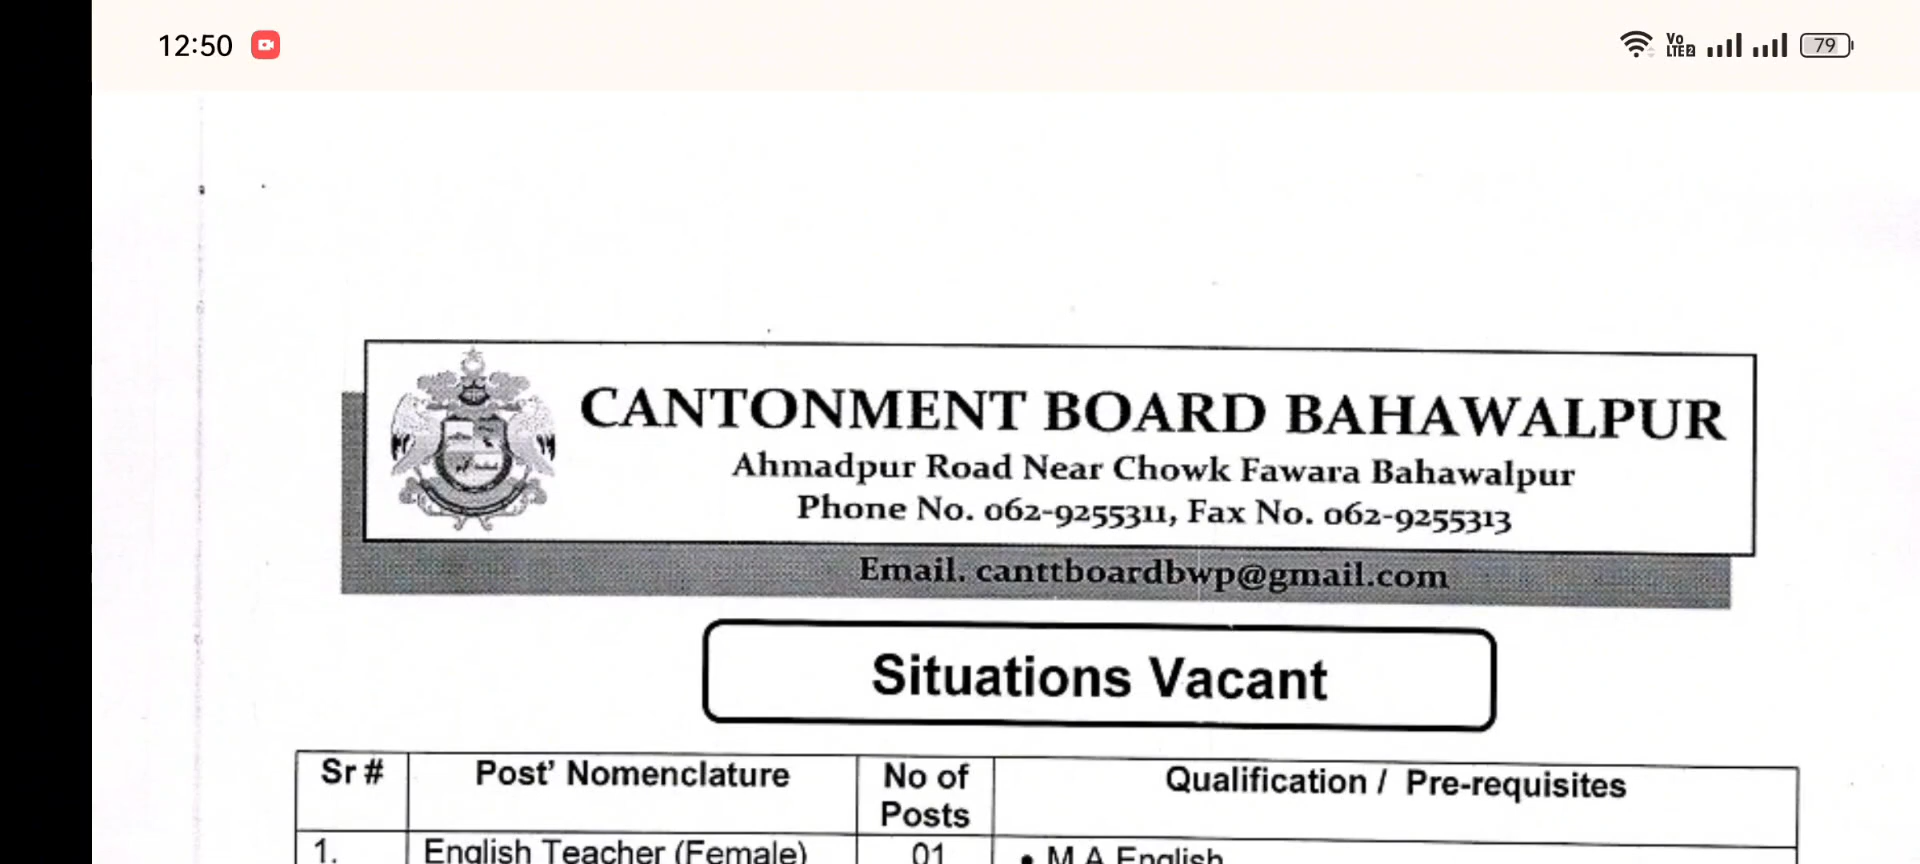 12:50
Vo
LTE2
79
CANTONMENT BOARD BAHAWALPUR
Ahmadpur Road Near Chowk Fawara Bahawalpur
Phone No. 062-9255311, Fax No. 062-9255313
Email. canttboardbwp@gmail.com
Situations Vacant
Sr # Post' Nomenclature No of Posts Qualification / Pre-requisites
1. English Teacher (Female) 01 • M.A English